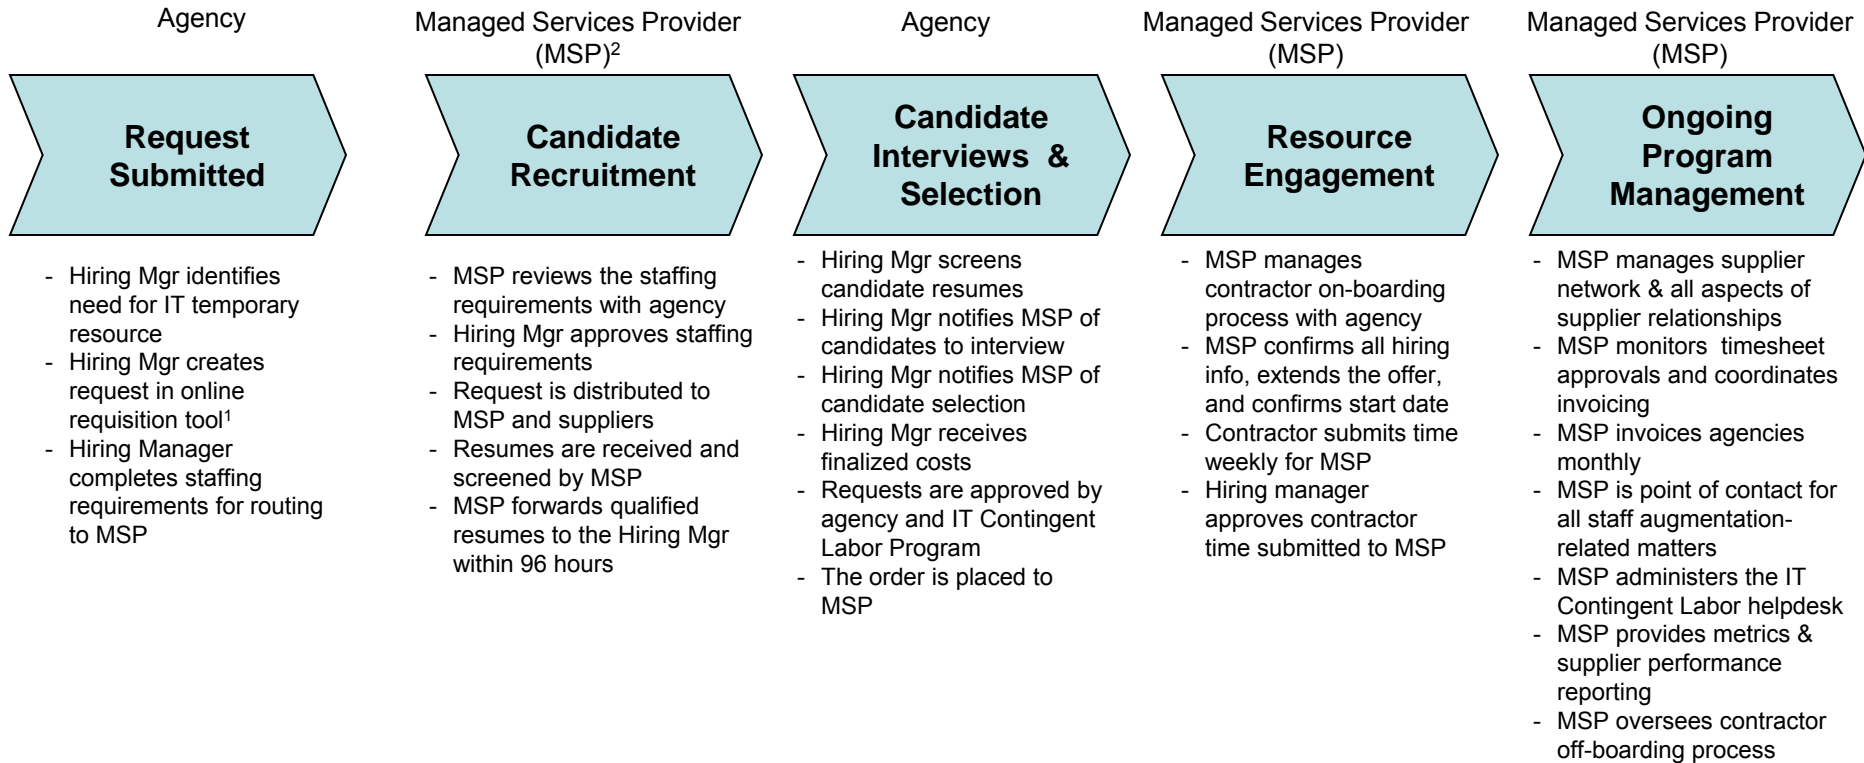 Agency
Request
Submitted
- Hiring Mgr identifies
need for IT temporary
resource
- Hiring Mgr creates
request in online
requisition tool¹
- Hiring Manager
completes staffing
requirements for routing
to MSP
Managed Services Provider
(MSP)²
Candidate
Recruitment
- MSP reviews the staffing
requirements with agency
- Hiring Mgr approves staffing
requirements
- Request is distributed to
MSP and suppliers
- Resumes are received and
screened by MSP
- MSP forwards qualified
resumes to the Hiring Mgr
within 96 hours
Agency
Candidate
Interviews &
Selection
- Hiring Mgr screens
candidate resumes
- Hiring Mgr notifies MSP of
candidates to interview
- Hiring Mgr notifies MSP of
candidate selection
- Hiring Mgr receives
finalized costs
- Requests are approved by
agency and IT Contingent
Labor Program
- The order is placed to
MSP
Managed Services Provider
(MSP)
Resource
Engagement
- MSP manages
contractor on-boarding
process with agency
- MSP confirms all hiring
info, extends the offer,
and confirms start date
- Contractor submits time
weekly for MSP
- Hiring manager
approves contractor
time submitted to MSP
Managed Services Provider
(MSP)
Ongoing
Program
Management
- MSP manages supplier
network & all aspects of
supplier relationships
- MSP monitors timesheet
approvals and coordinates
invoicing
- MSP invoices agencies
monthly
- MSP is point of contact for
all staff augmentation-
related matters
- MSP administers the IT
Contingent Labor helpdesk
- MSP provides metrics &
supplier performance
reporting
- MSP oversees contractor
off-boarding process